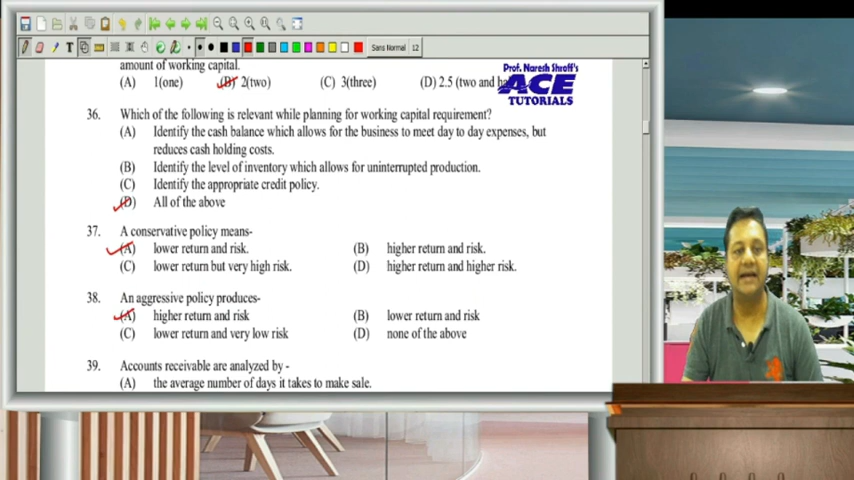 Sans Normal 12
amount of working capital.
(A) 1(one) (B) 2(two) (C) 3(three) (D) 2.5 (two and
Prof. Naresh Shroff's
ACE
TUTORIALS
36. Which of the following is relevant while planning for working capital requirement?
(A) Identify the cash balance which allows for the business to meet day to day expenses, but
reduces cash holding costs.
(B) Identify the level of inventory which allows for uninterrupted production.
(C) Identify the appropriate credit policy.
(D) All of the above
37. A conservative policy means-
(A) lower return and risk. (B) higher return and risk.
(C) lower return but very high risk. (D) higher return and higher risk.
38. An aggressive policy produces-
(A) higher return and risk (B) lower return and risk
(C) lower return and very low risk (D) none of the above
39. Accounts receivable are analyzed by -
(A) the average number of days it takes to make sale.